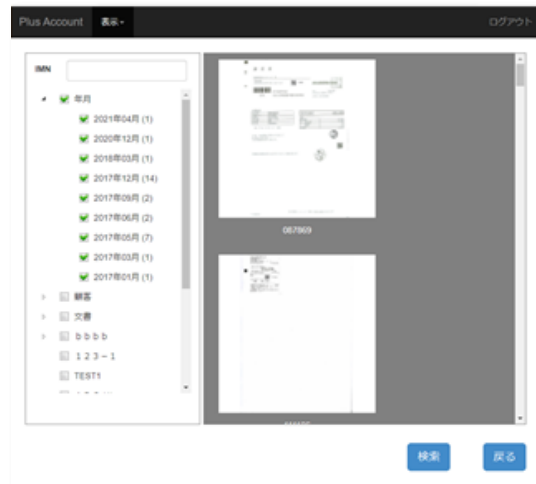 Plus Account 表示 ログアウト
IMN
年月
2021年04月 (1)
2020年12月 (1)
2018年03月 (1)
2017年12月 (14)
2017年09月 (2)
2017年06月 (2)
2017年05月 (7)
2017年03月 (1)
2017年01月 (1)
顧客
文書
ｂｂｂｂ
１２３－１
TEST1
087869
検索 戻る